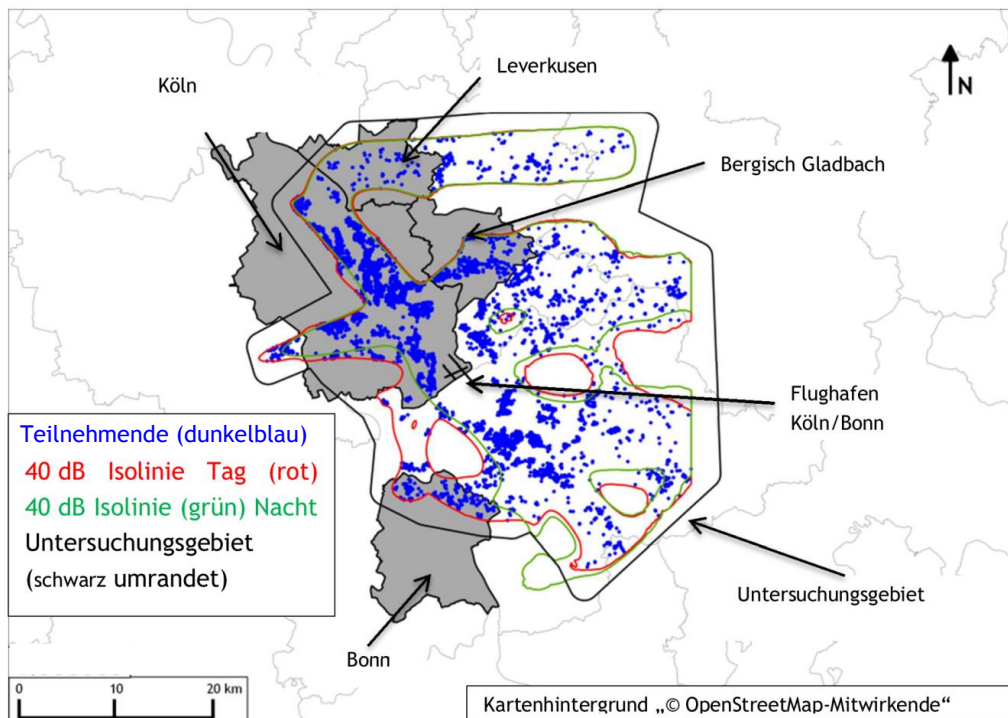 Leverkusen
Köln
N
Bergisch Gladbach
Flughafen
Köln/Bonn
Teilnehmende (dunkelblau)
40 dB Isolinie Tag (rot)
40 dB Isolinie (grün) Nacht
Untersuchungsgebiet
(schwarz umrandet)
Untersuchungsgebiet
Bonn
0 10 20 km
Kartenhintergrund „© OpenStreetMap-Mitwirkende“